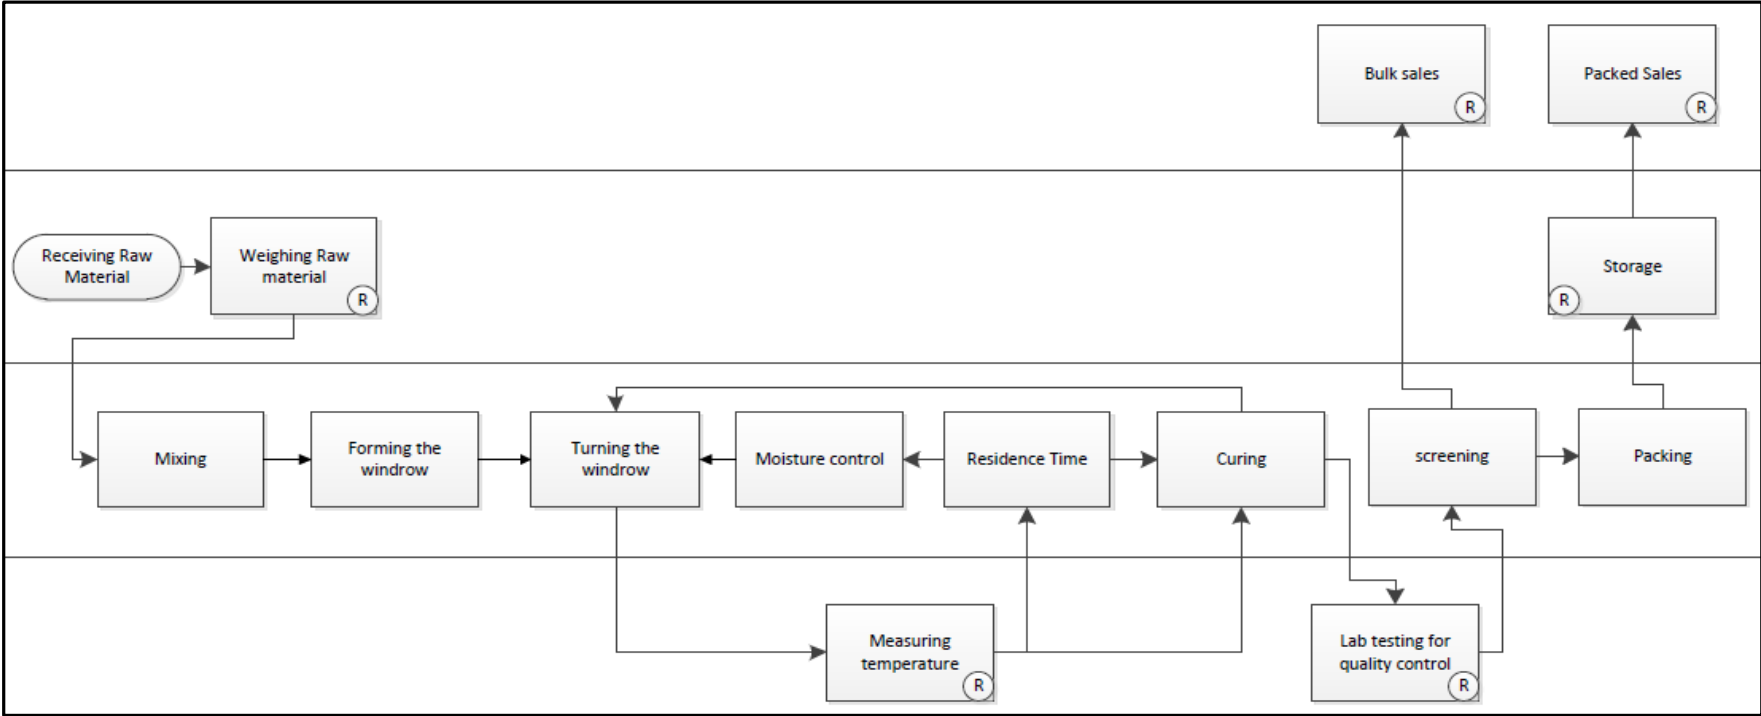 Bulk sales
R
Packed Sales
R
Receiving Raw
Material
Weighing Raw
material
R
Storage
R
Mixing
Forming the
windrow
Turning the
windrow
Moisture control
Residence Time
Curing
screening
Packing
Measuring
temperature
R
Lab testing for
quality control
R